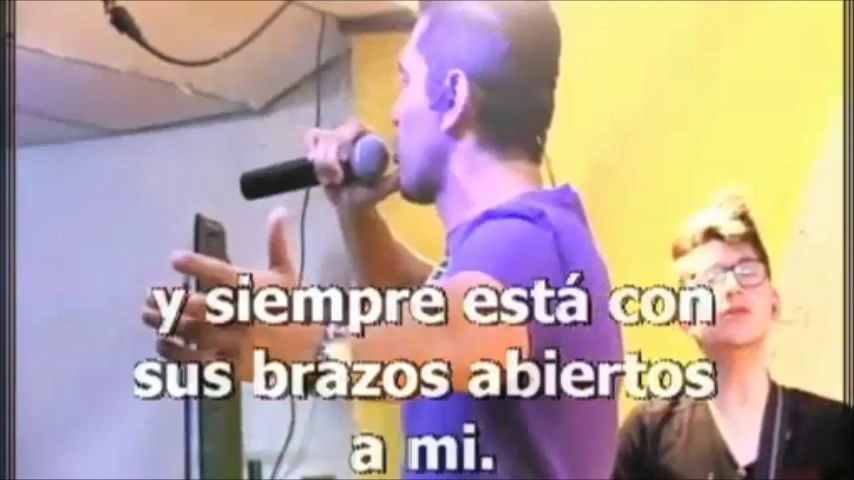 y siempre está con
sus brazos abiertos
a mi.